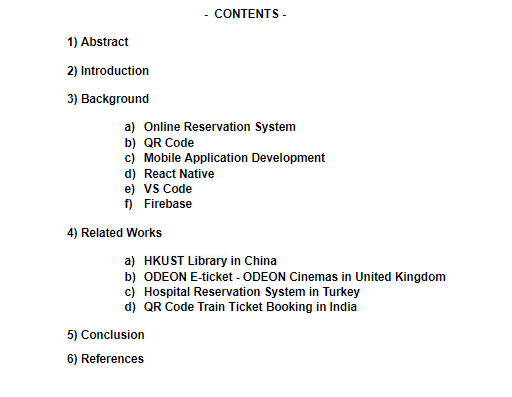 - CONTENTS -
1) Abstract
2) Introduction
3) Background
a) Online Reservation System
b) QR Code
c) Mobile Application Development
d) React Native
e) VS Code
f) Firebase
4) Related Works
a) HKUST Library in China
b) ODEON E-ticket - ODEON Cinemas in United Kingdom
c) Hospital Reservation System in Turkey
d) QR Code Train Ticket Booking in India
5) Conclusion
6) References